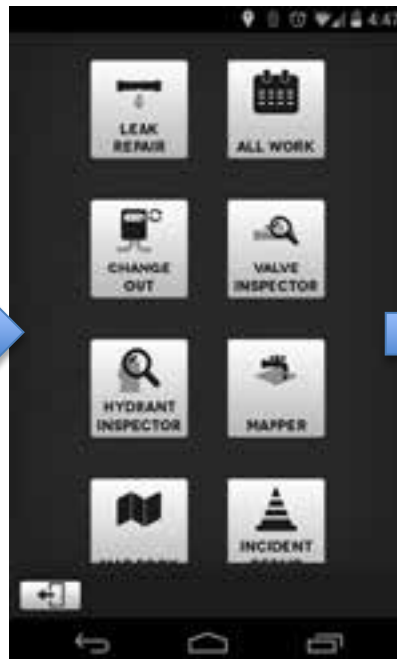 4:47
LEAK
REPAIR
ALL WORK
CHANGE
OUT
VALVE
INSPECTOR
HYDRANT
INSPECTOR
MAPPER
INCIDENT